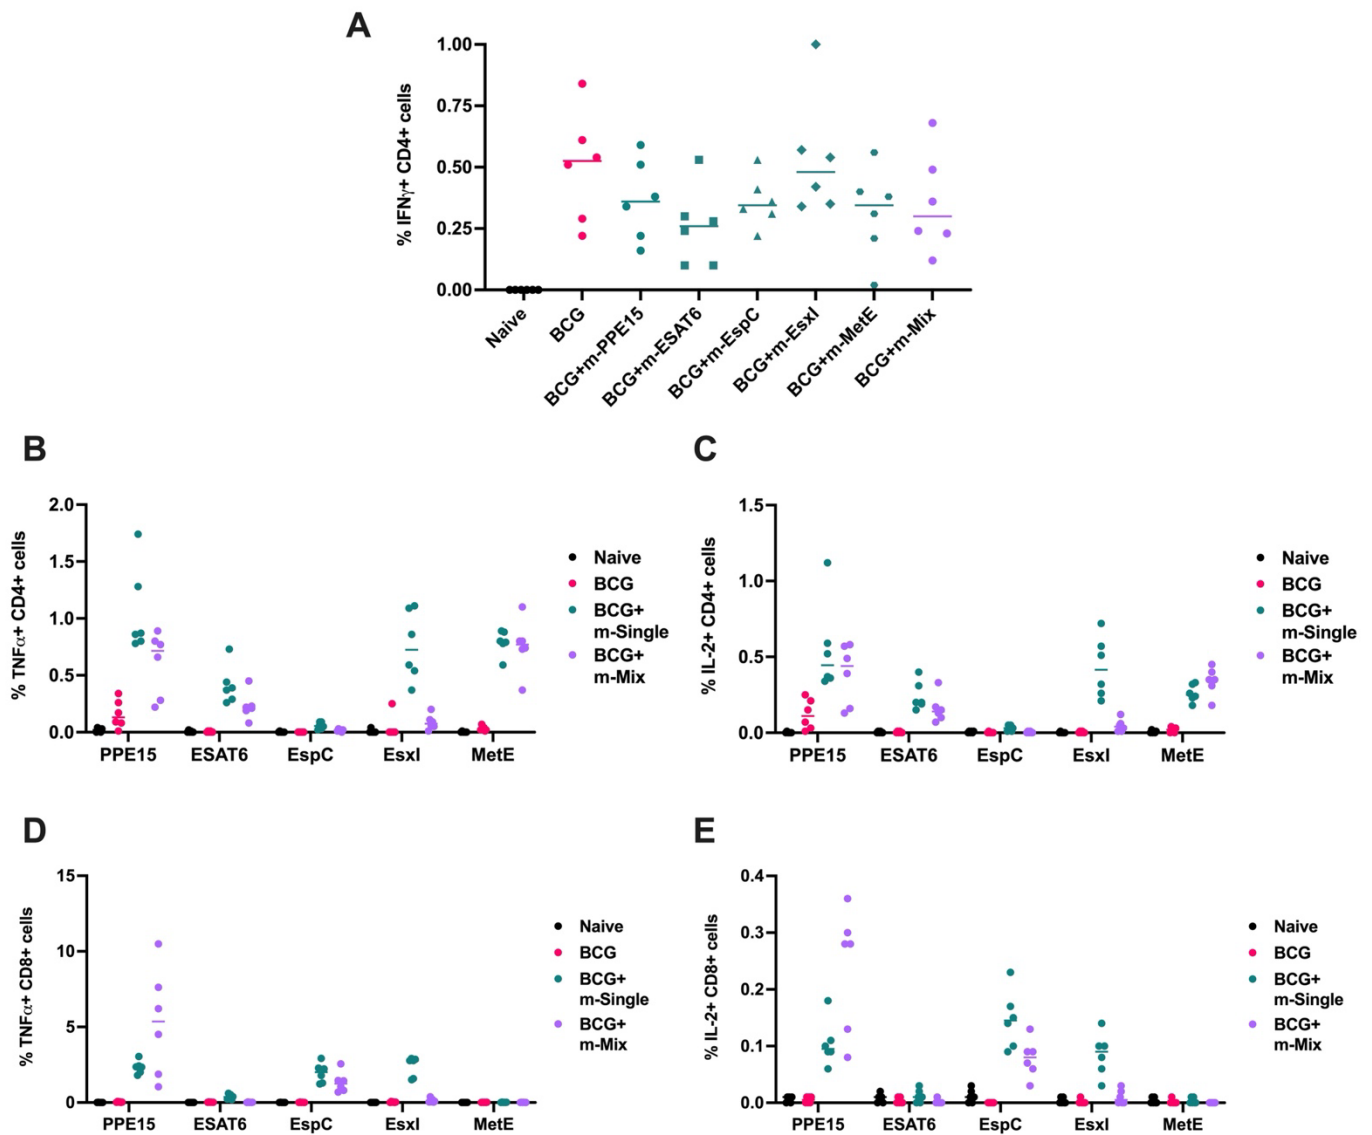 A
% IFNγ+ CD4+ cells
1.00
0.75
0.50
0.25
0.00
Naive
BCG
BCG+m-PPE15
BCG+m-ESAT6
BCG+m-EspC
BCG+m-EsxI
BCG+m-MetE
BCG+m-Mix
B
% TNFα+ CD4+ cells
2.0
1.5
1.0
0.5
0.0
PPE15
ESAT6
EspC
EsxI
MetE
Naive
BCG
BCG+
m-Single
BCG+
m-Mix
C
% IL-2+ CD4+ cells
1.5
1.0
0.5
0.0
PPE15
ESAT6
EspC
EsxI
MetE
Naive
BCG
BCG+
m-Single
BCG+
m-Mix
D
% TNFα+ CD8+ cells
15
10
5
0
PPE15
ESAT6
EspC
EsxI
MetE
Naive
BCG
BCG+
m-Single
BCG+
m-Mix
E
% IL-2+ CD8+ cells
0.4
0.3
0.2
0.1
0.0
PPE15
ESAT6
EspC
EsxI
MetE
Naive
BCG
BCG+
m-Single
BCG+
m-Mix